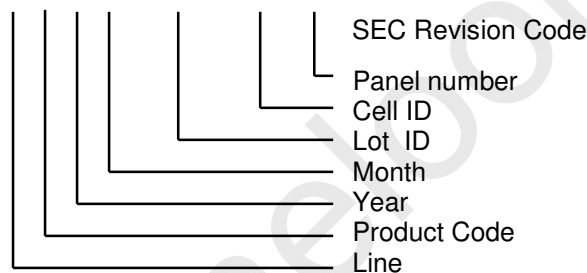 SEC Revision Code
Panel number
Cell ID
Lot ID
Month
Year
Product Code
Line